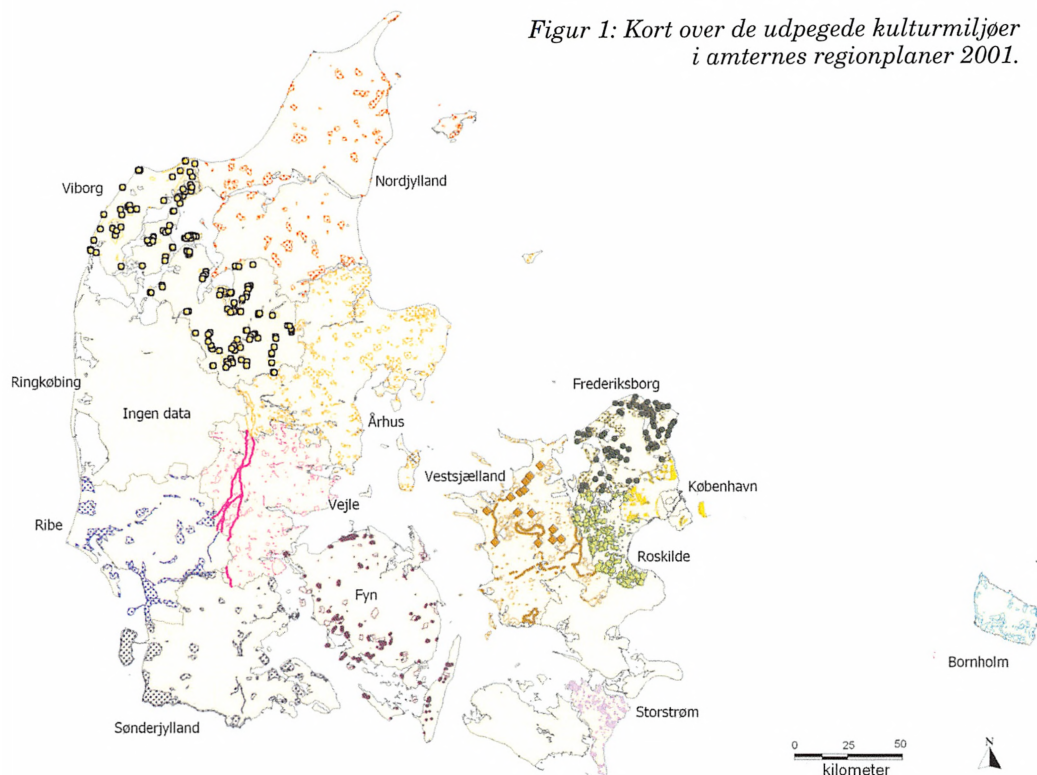 Figur 1: Kort over de udpegede kulturmiljøer
i amternes regionplaner 2001.
Viborg
Nordjylland
Ringkøbing
Ingen data
Århus
Frederiksborg
Vestsjælland
København
Ribe
Vejle
Roskilde
Fyn
Bornholm
Sønderjylland
Storstrøm
0 25 50
kilometer
N